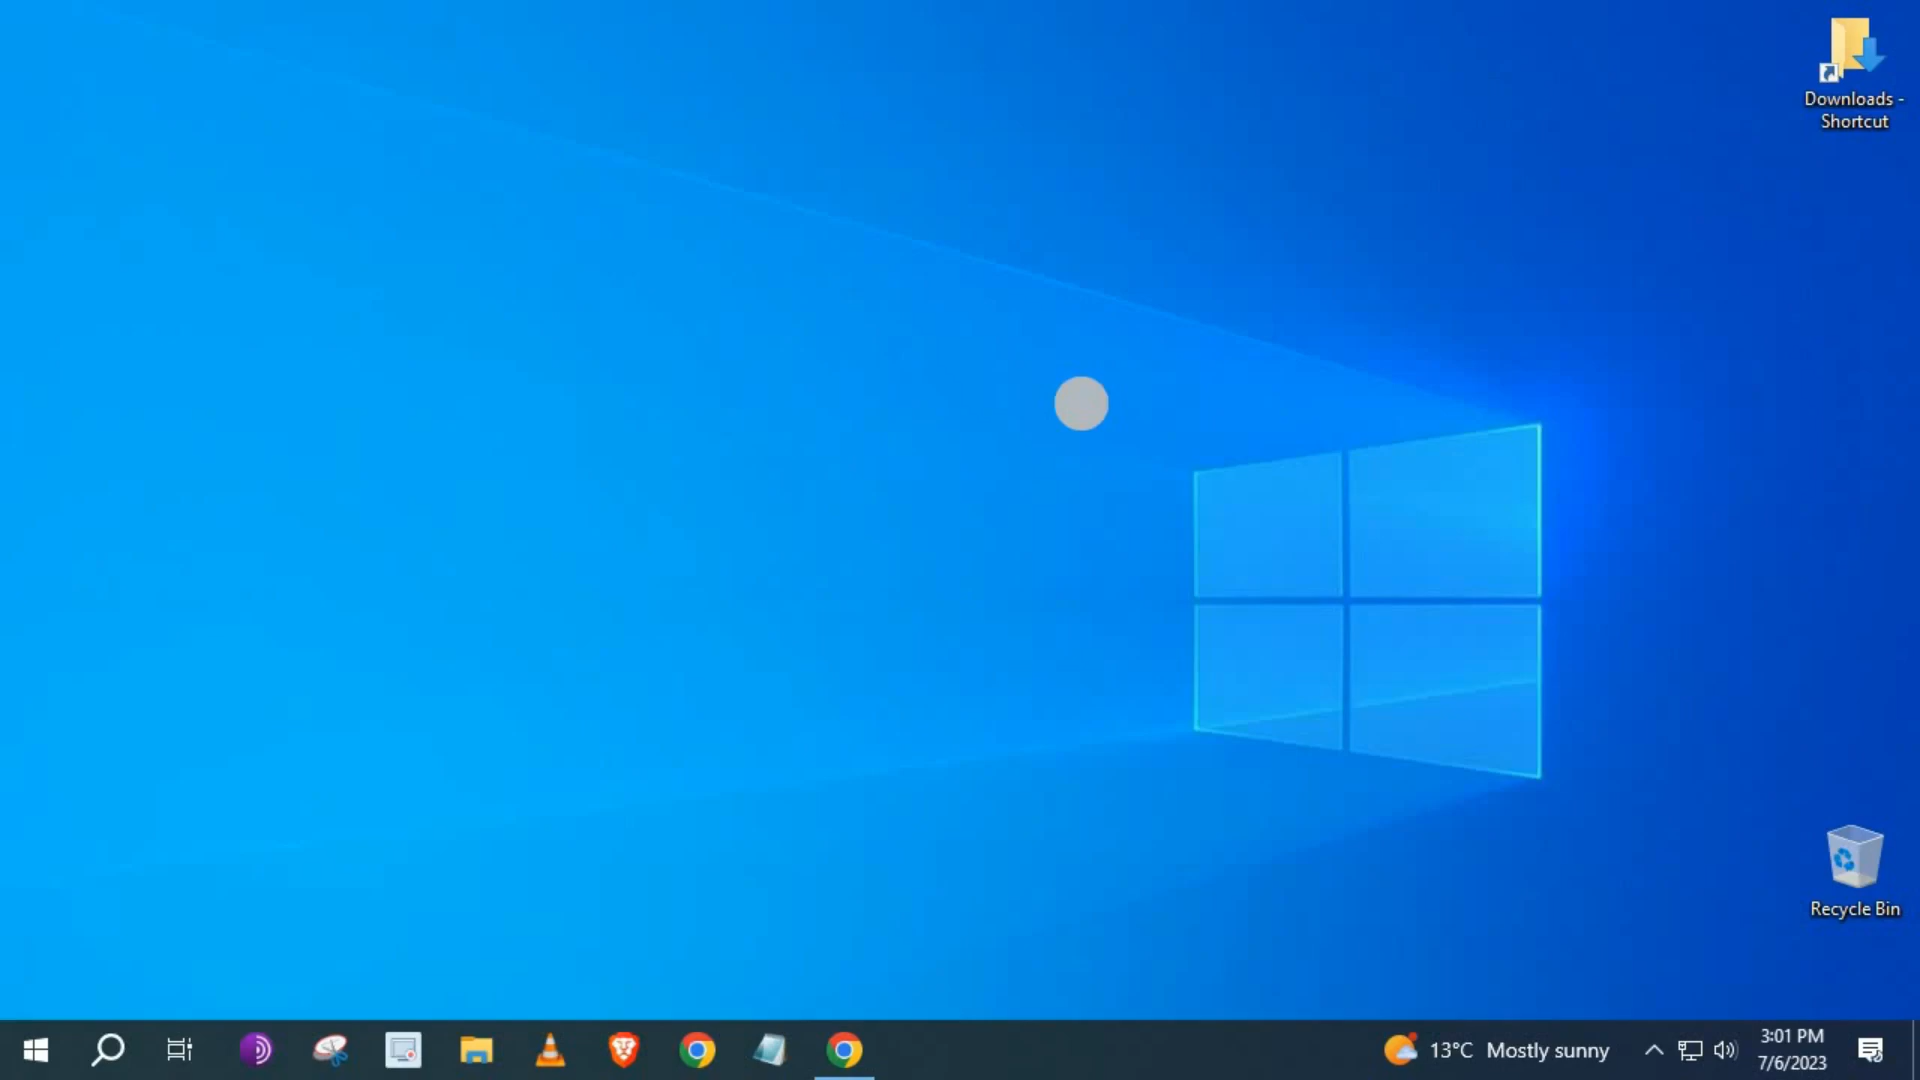 Downloads -
Shortcut
Recycle Bin
13°C Mostly sunny
3:01 PM
7/6/2023